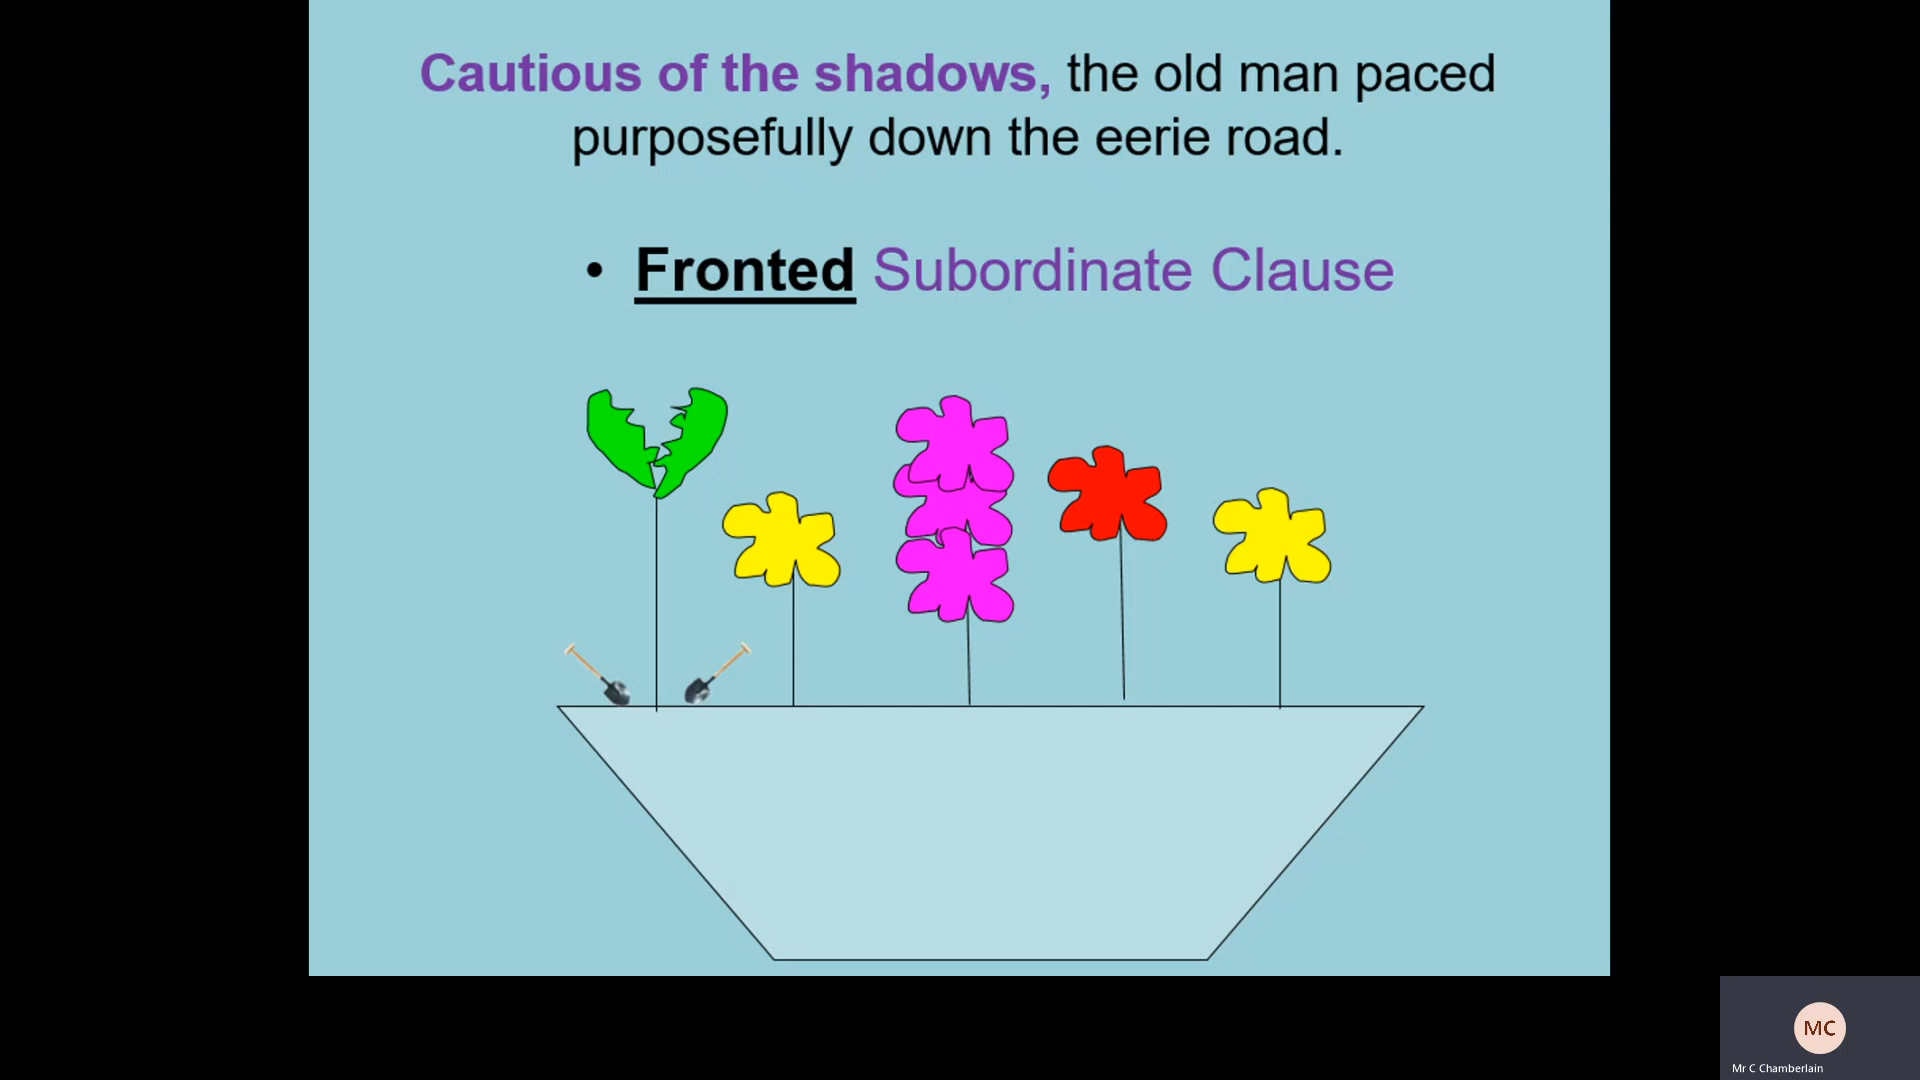 Cautious of the shadows, the old man paced
purposefully down the eerie road.
• Fronted Subordinate Clause
MC
Mr C Chamberlain